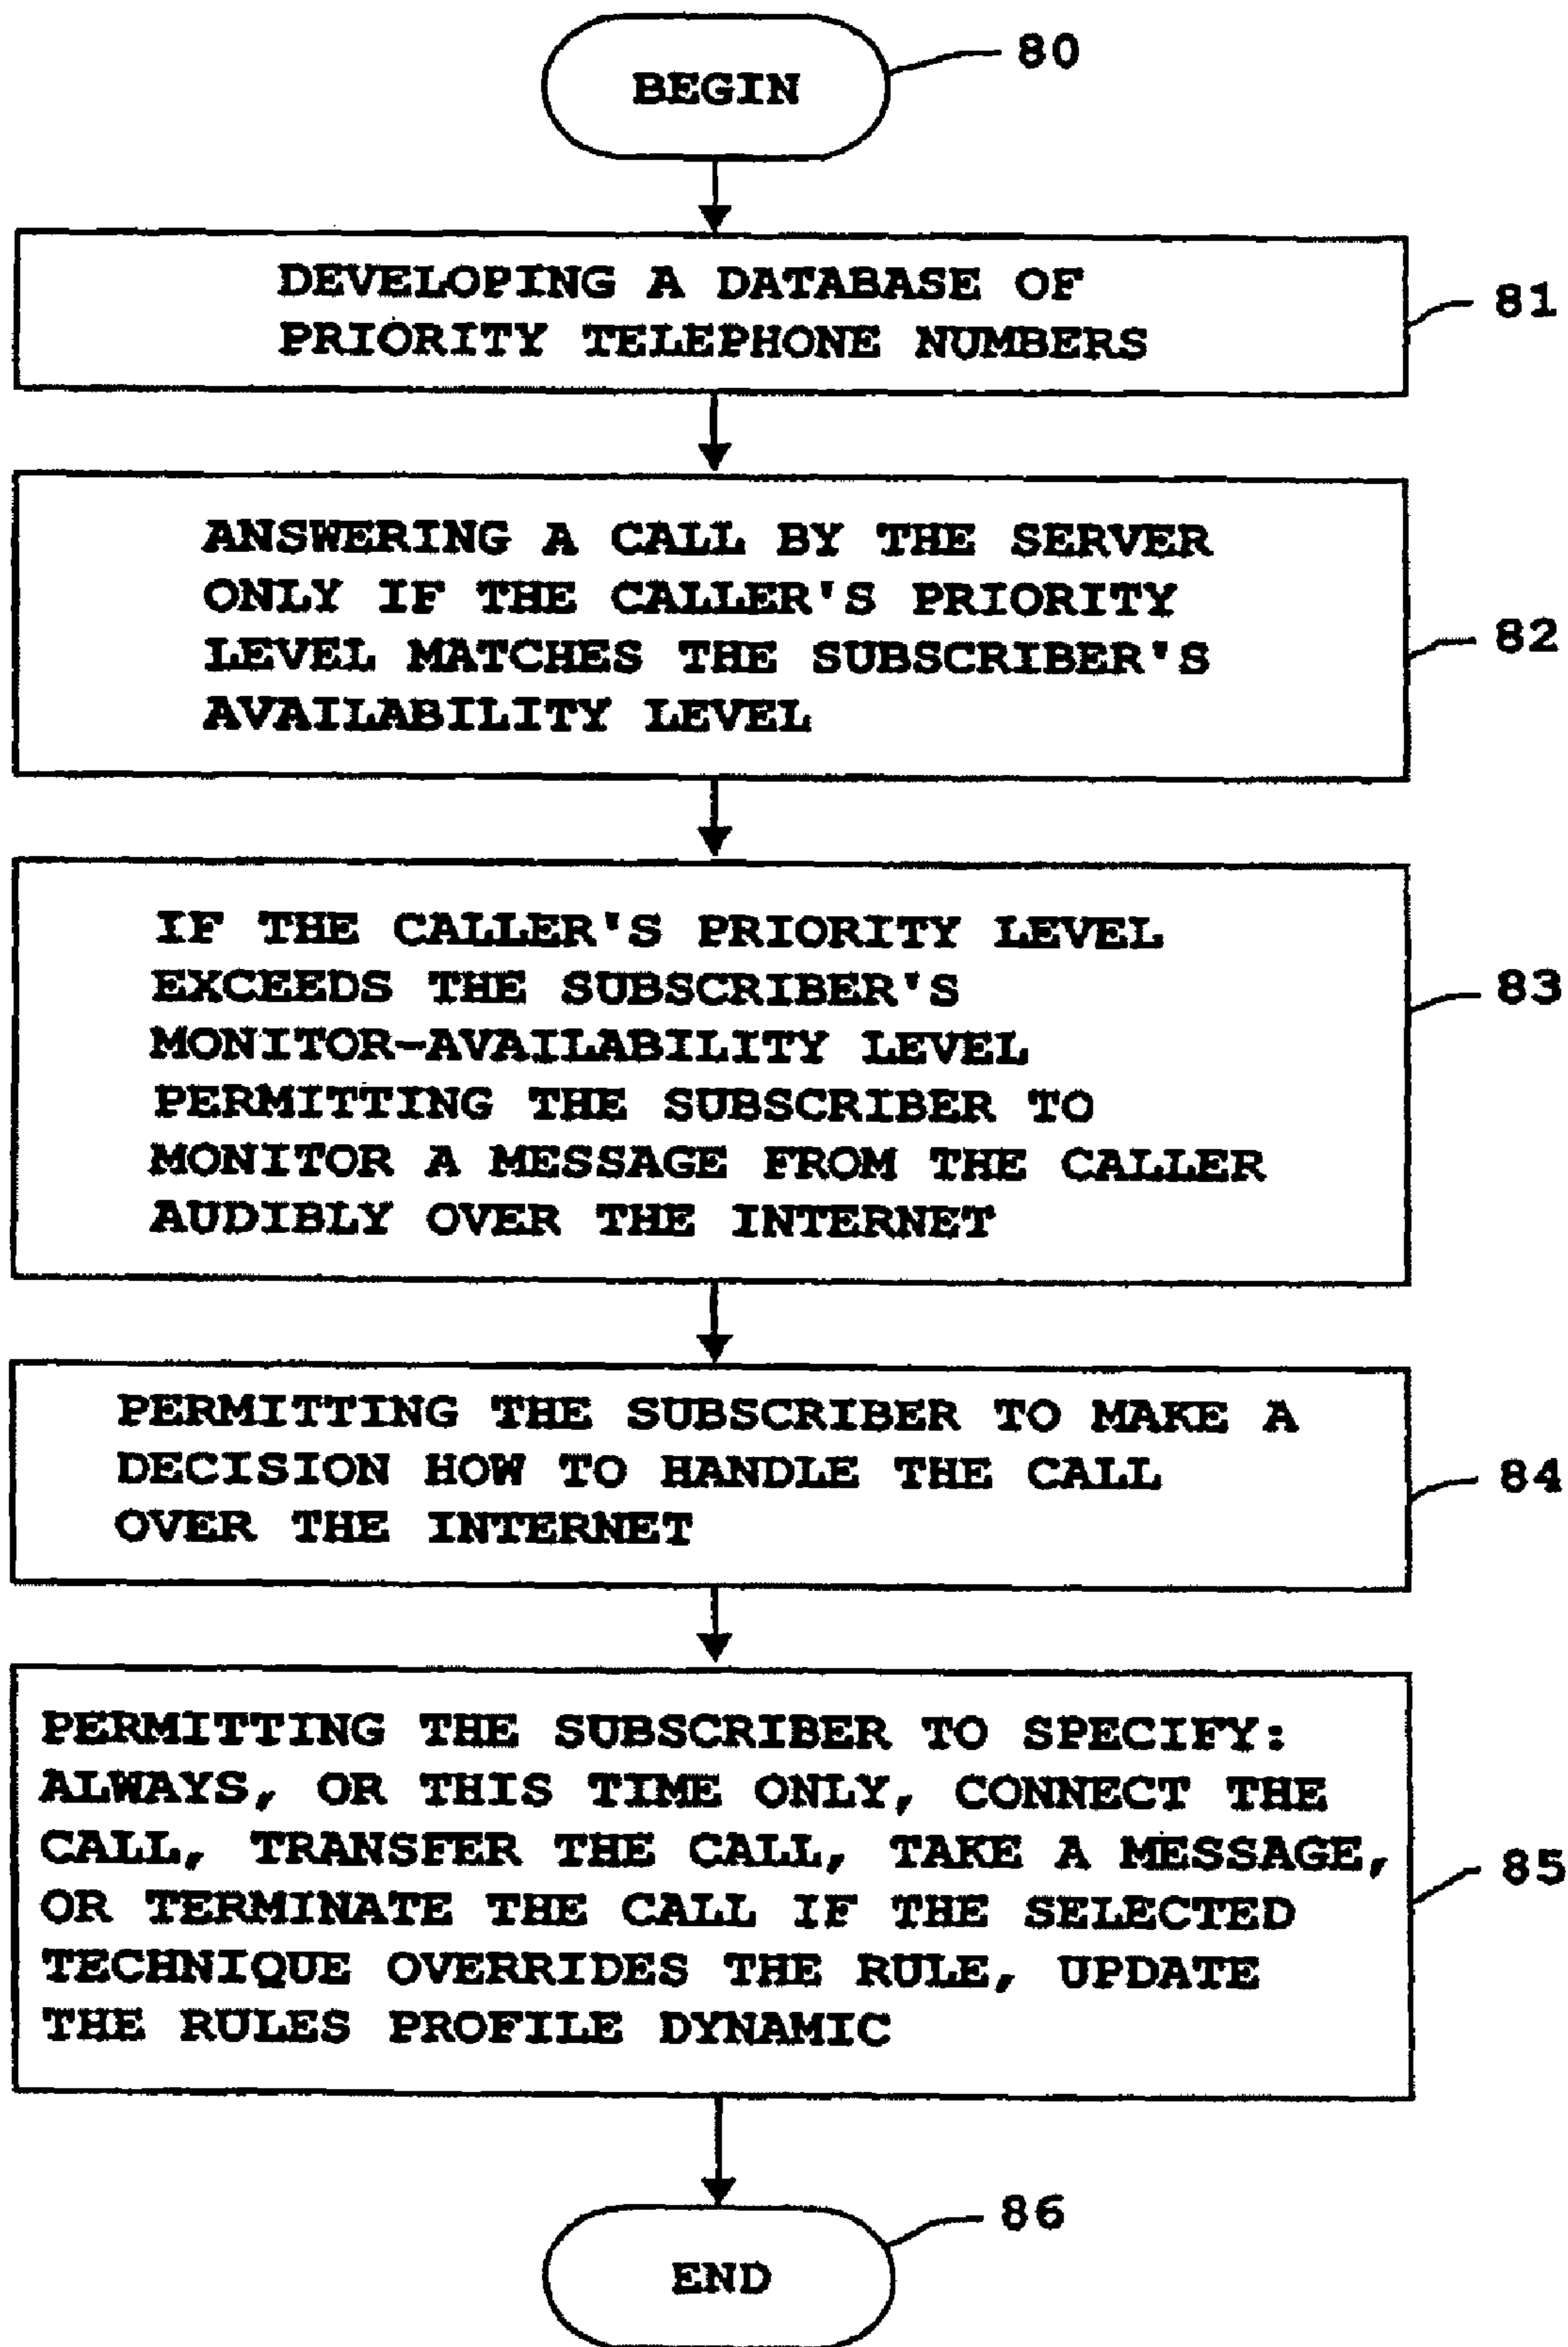 BEGIN
80
DEVELOPING A DATABASE OF
PRIORITY TELEPHONE NUMBERS
81
ANSWERING A CALL BY THE SERVER
ONLY IF THE CALLER'S PRIORITY
LEVEL MATCHES THE SUBSCRIBER'S
AVAILABILITY LEVEL
82
IF THE CALLER'S PRIORITY LEVEL
EXCEEDS THE SUBSCRIBER'S
MONITOR-AVAILABILITY LEVEL
PERMITTING THE SUBSCRIBER TO
MONITOR A MESSAGE FROM THE CALLER
AUDIBLY OVER THE INTERNET
83
PERMITTING THE SUBSCRIBER TO MAKE A
DECISION HOW TO HANDLE THE CALL
OVER THE INTERNET
84
PERMITTING THE SUBSCRIBER TO SPECIFY:
ALWAYS, OR THIS TIME ONLY, CONNECT THE
CALL, TRANSFER THE CALL, TAKE A MESSAGE,
OR TERMINATE THE CALL IF THE SELECTED
TECHNIQUE OVERRIDES THE RULE, UPDATE
THE RULES PROFILE DYNAMIC
85
END
86